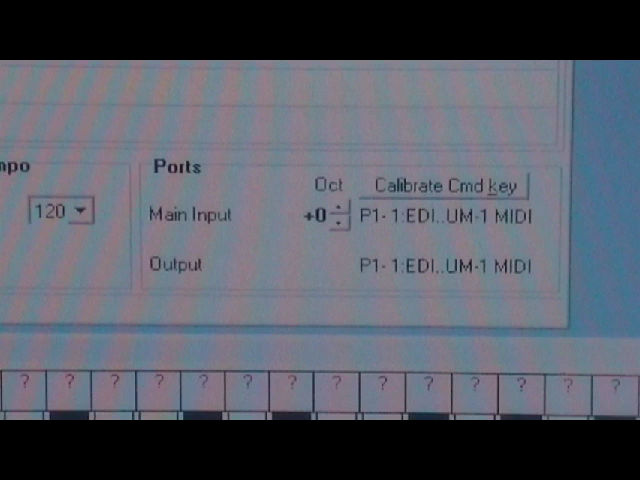 mpo
Ports
Oct
Calibrate Cmd key
120
Main Input
+0
P1- 1:EDI..UM-1 MIDI
Output
P1- 1:EDI..UM-1 MIDI
? ? ? ? ? ? ? ? ? ? ? ? ? ?